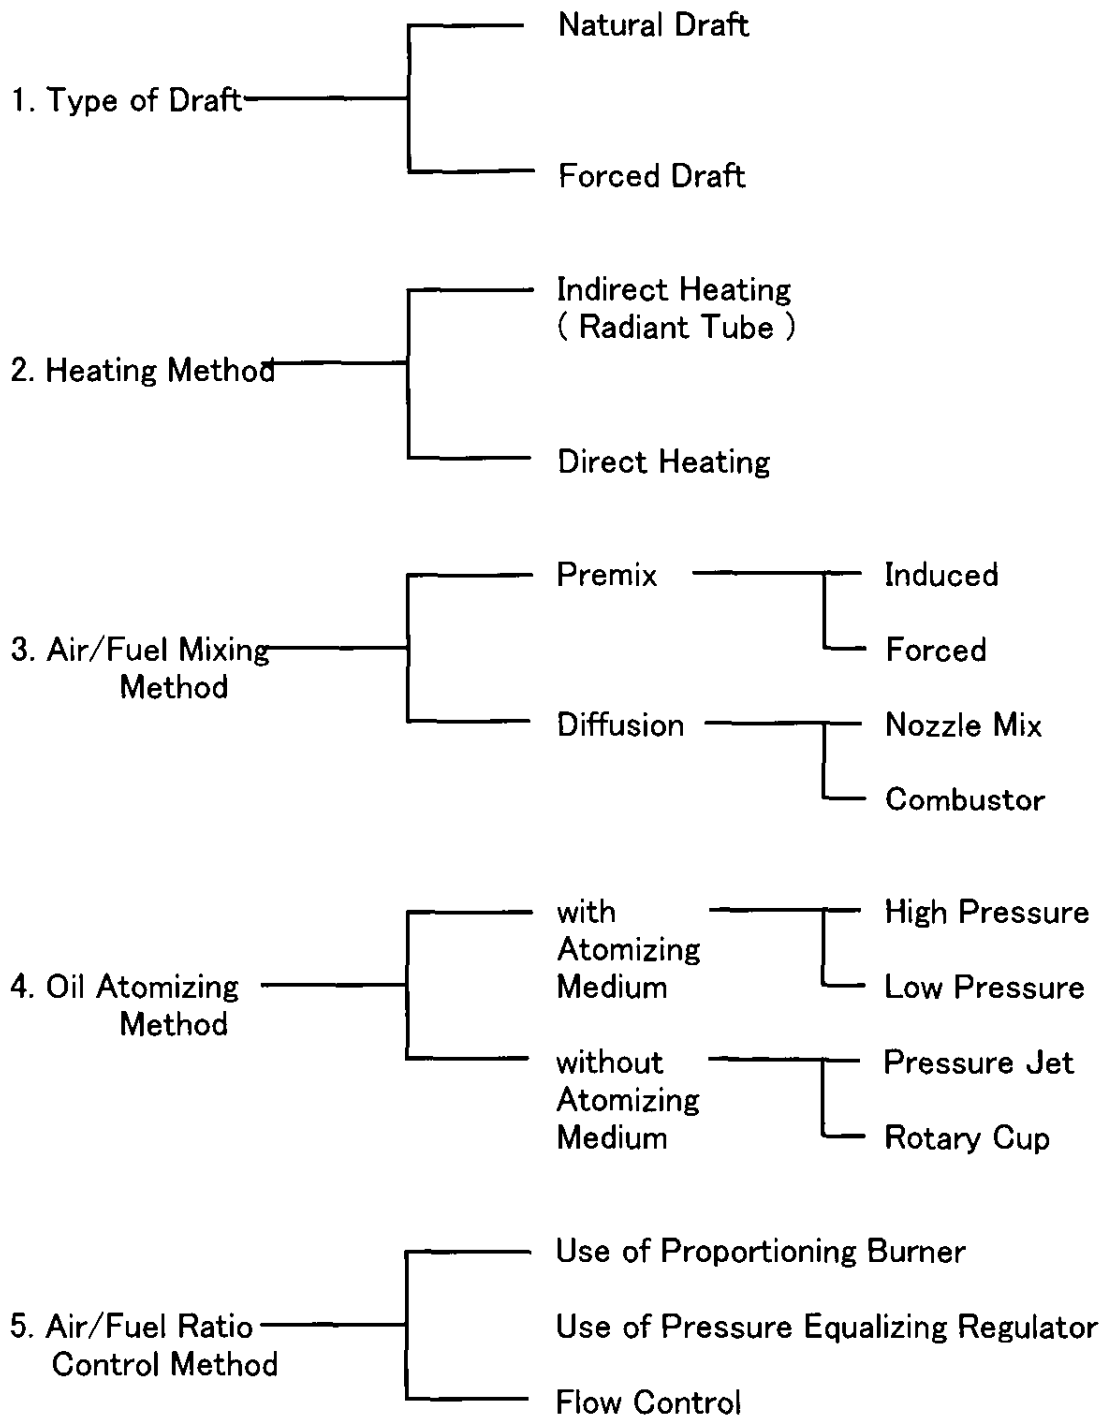 Natural Draft
1. Type of Draft
Forced Draft
Indirect Heating
( Radiant Tube )
2. Heating Method
Direct Heating
Premix
Induced
3. Air/Fuel Mixing
Method
Forced
Diffusion
Nozzle Mix
Combustor
with
Atomizing
Medium
High Pressure
4. Oil Atomizing
Method
Low Pressure
without
Atomizing
Medium
Pressure Jet
Rotary Cup
Use of Proportioning Burner
5. Air/Fuel Ratio
Control Method
Use of Pressure Equalizing Regulator
Flow Control